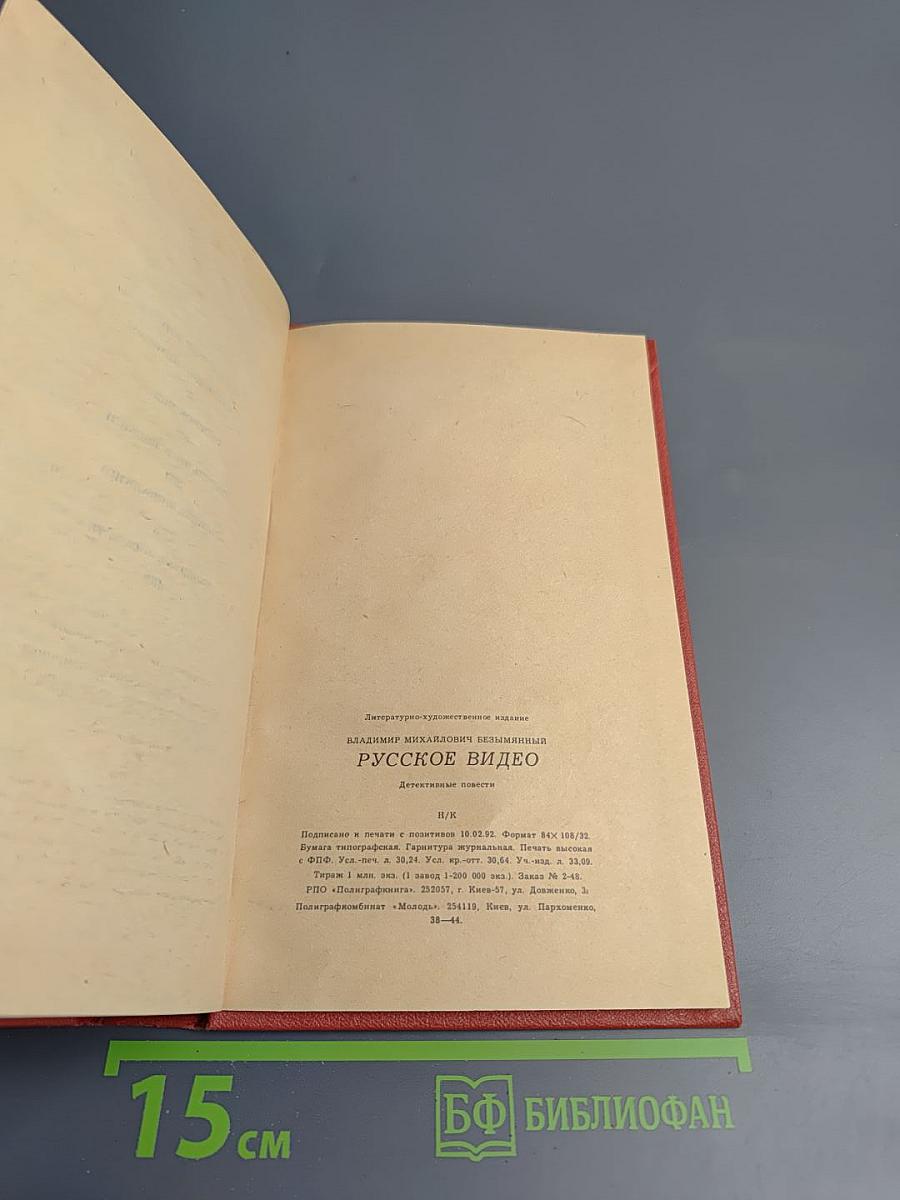 Литературно-художественное издание
ВЛАДИМИР МИХАЙЛОВИЧ БЕЗЫМЯННЫЙ
РУССКОЕ ВИДЕО
Детективные повести
Н/К
Подписано к печати с позитивов 10.02.92. Формат 84×108/32.
Бумага типографская. Гарнитура журнальная. Печать высокая
с ФПФ. Усл.-печ. л. 30,24. Усл. кр.-отт. 30,64. Уч.-изд. л. 33,09.
Тираж 1 млн. экз. (1 завод 1-200 000 экз.). Заказ № 2-48.
РПО «Полиграфкнига». 252057, г. Киев-57, ул. Довженко, 3
Полиграфкомбинат «Молодь». 254119, Киев, ул. Пархоменко,
38—44.
15 см
БФ БИБЛИОФАН